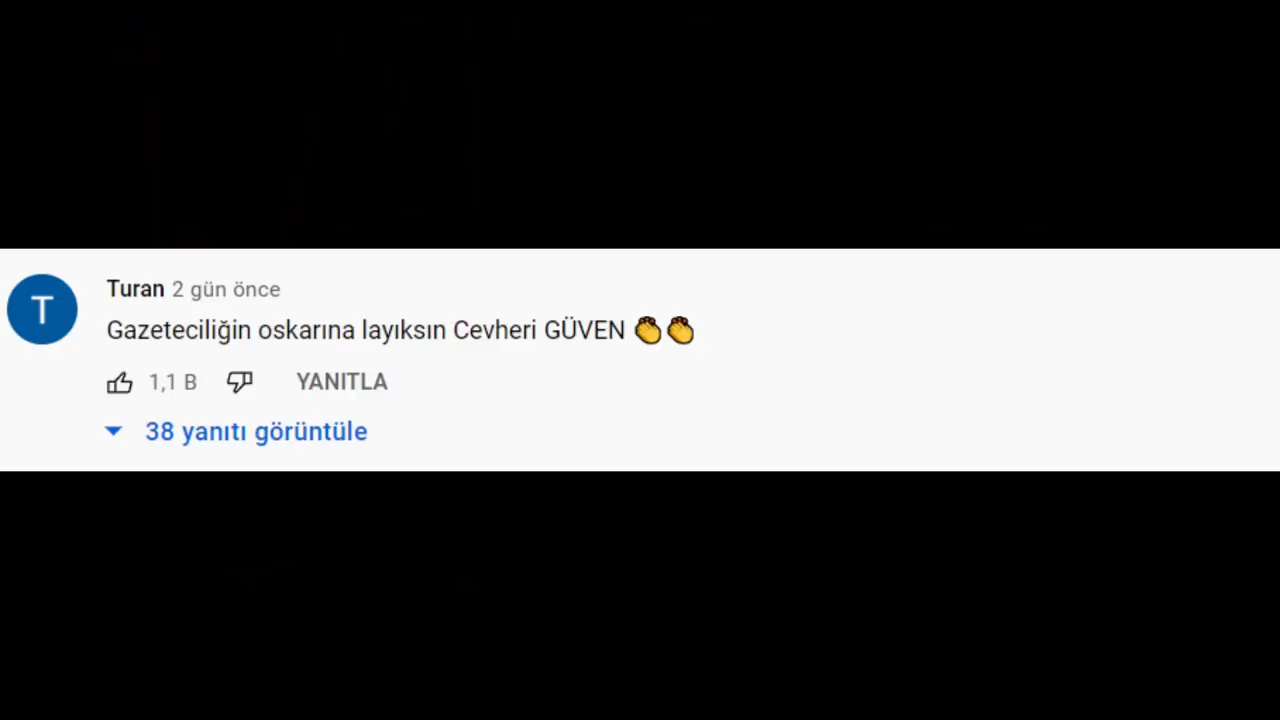 T
Turan 2 gün önce
Gazeteciliğin oskarına layıksın Cevheri GÜVEN 👏👏
1,1 B YANITLA
38 yanıtı görüntüle